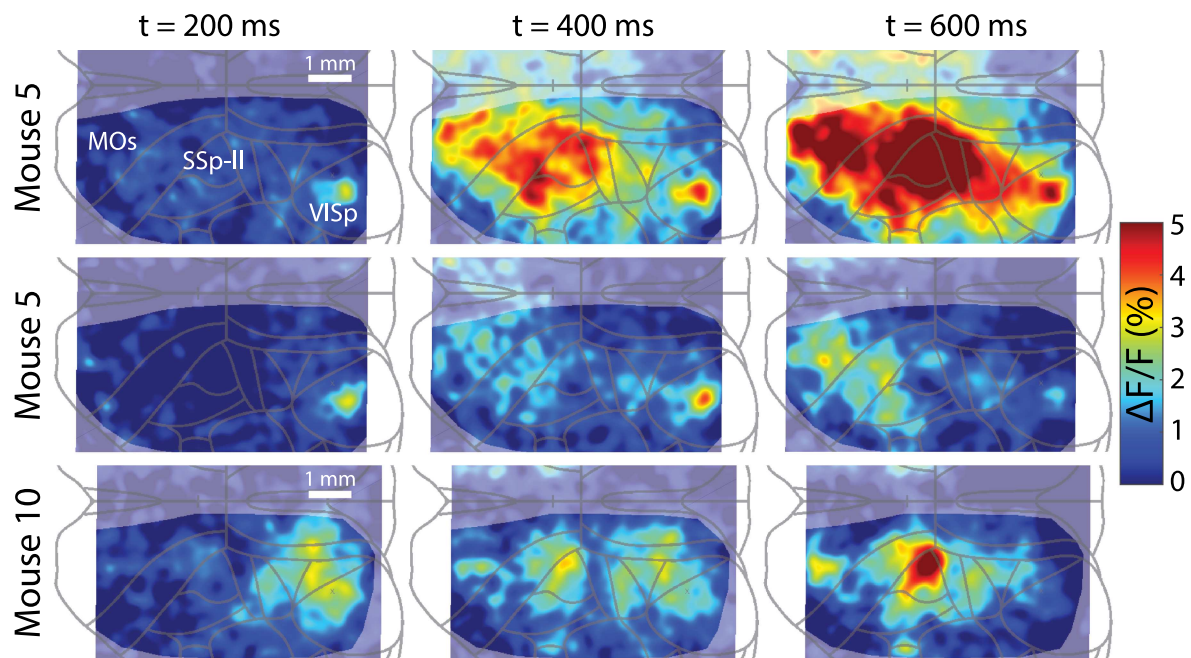 t = 200 ms
t = 400 ms
t = 600 ms
Mouse 5
1 mm
MOs
SSp-II
VISp
Mouse 5
Mouse 10
1 mm
5
4
3
2
1
0
ΔF/F (%)